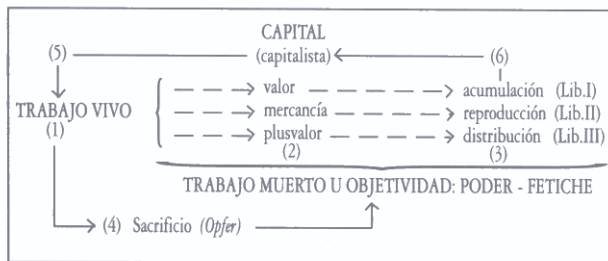 CAPITAL
(5) (capitalista) (6)
valor acumulación (Lib.I)
TRABAJO VIVO mercancía reproducción (Lib.II)
(1) plusvalor distribución (Lib.III)
(2) (3)
TRABAJO MUERTO U OBJETIVIDAD: PODER - FETICHE
(4) Sacrificio (Opfer)